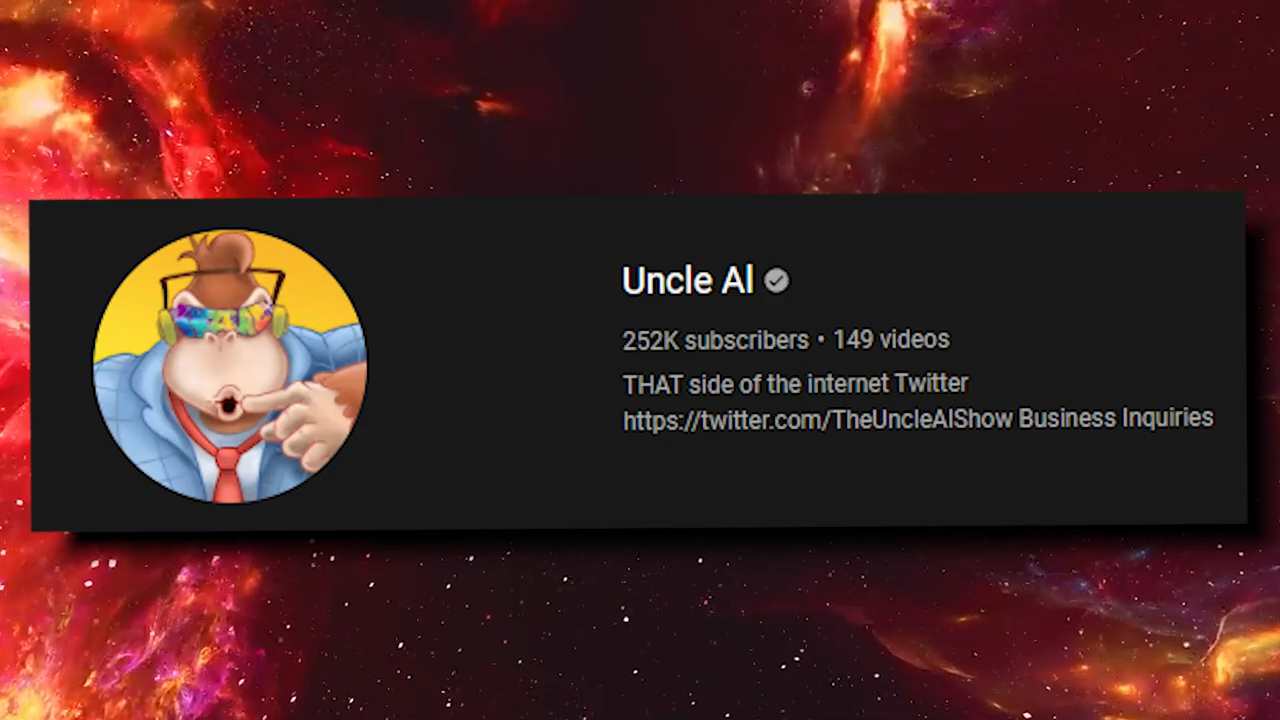 Uncle Al
252K subscribers • 149 videos
THAT side of the internet Twitter
https://twitter.com/TheUncleAlShow Business Inquiries